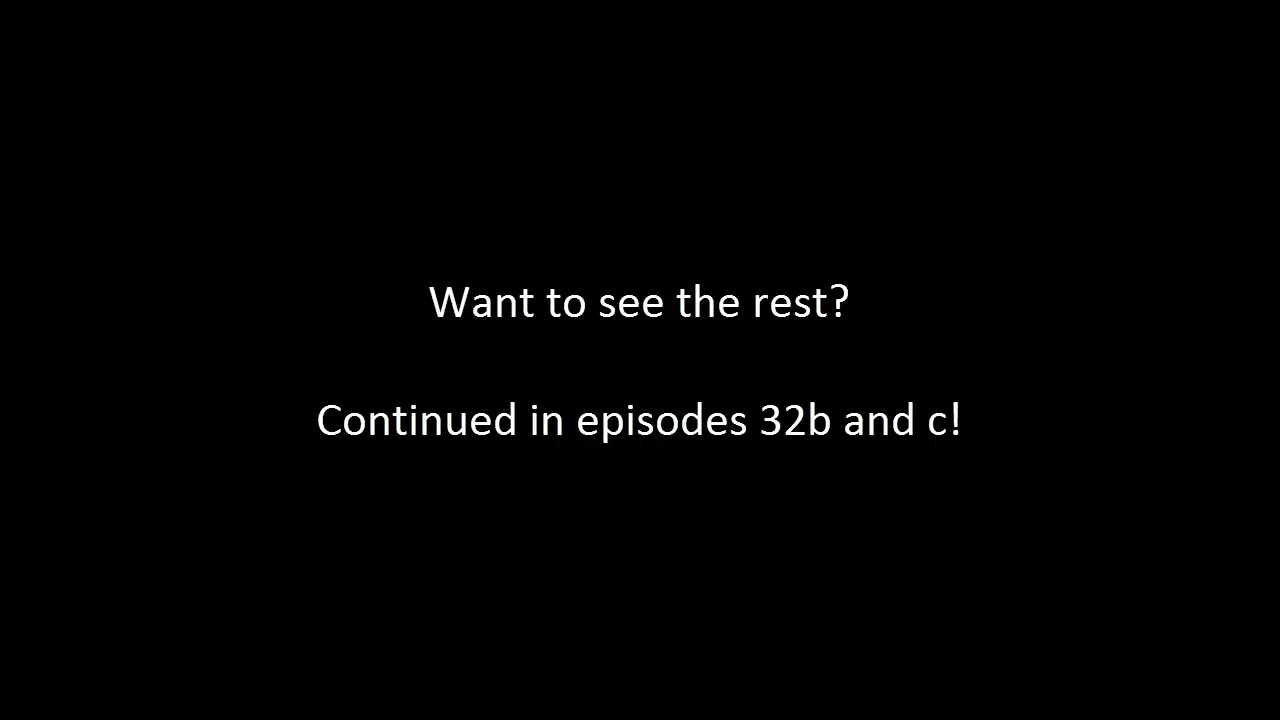 Want to see the rest?
Continued in episodes 32b and c!